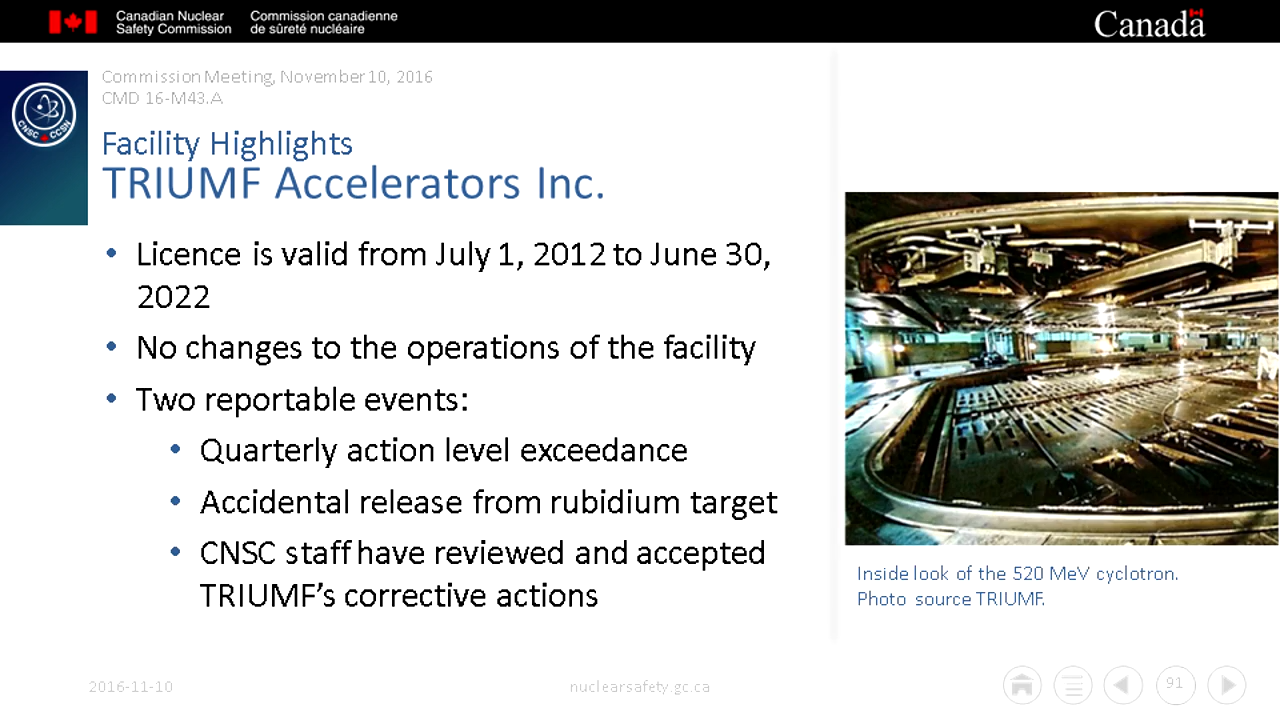 Canadian Nuclear
Safety Commission
Commission canadienne
de sûreté nucléaire
Canada
Commission Meeting, November 10, 2016
CMD 16-M43.A
CNSC CCSN
Facility Highlights
TRIUMF Accelerators Inc.
• Licence is valid from July 1, 2012 to June 30,
2022
• No changes to the operations of the facility
• Two reportable events:
• Quarterly action level exceedance
• Accidental release from rubidium target
• CNSC staff have reviewed and accepted
TRIUMF’s corrective actions
Inside look of the 520 MeV cyclotron.
Photo source TRIUMF.
2016-11-10
nuclearsafety.gc.ca
91